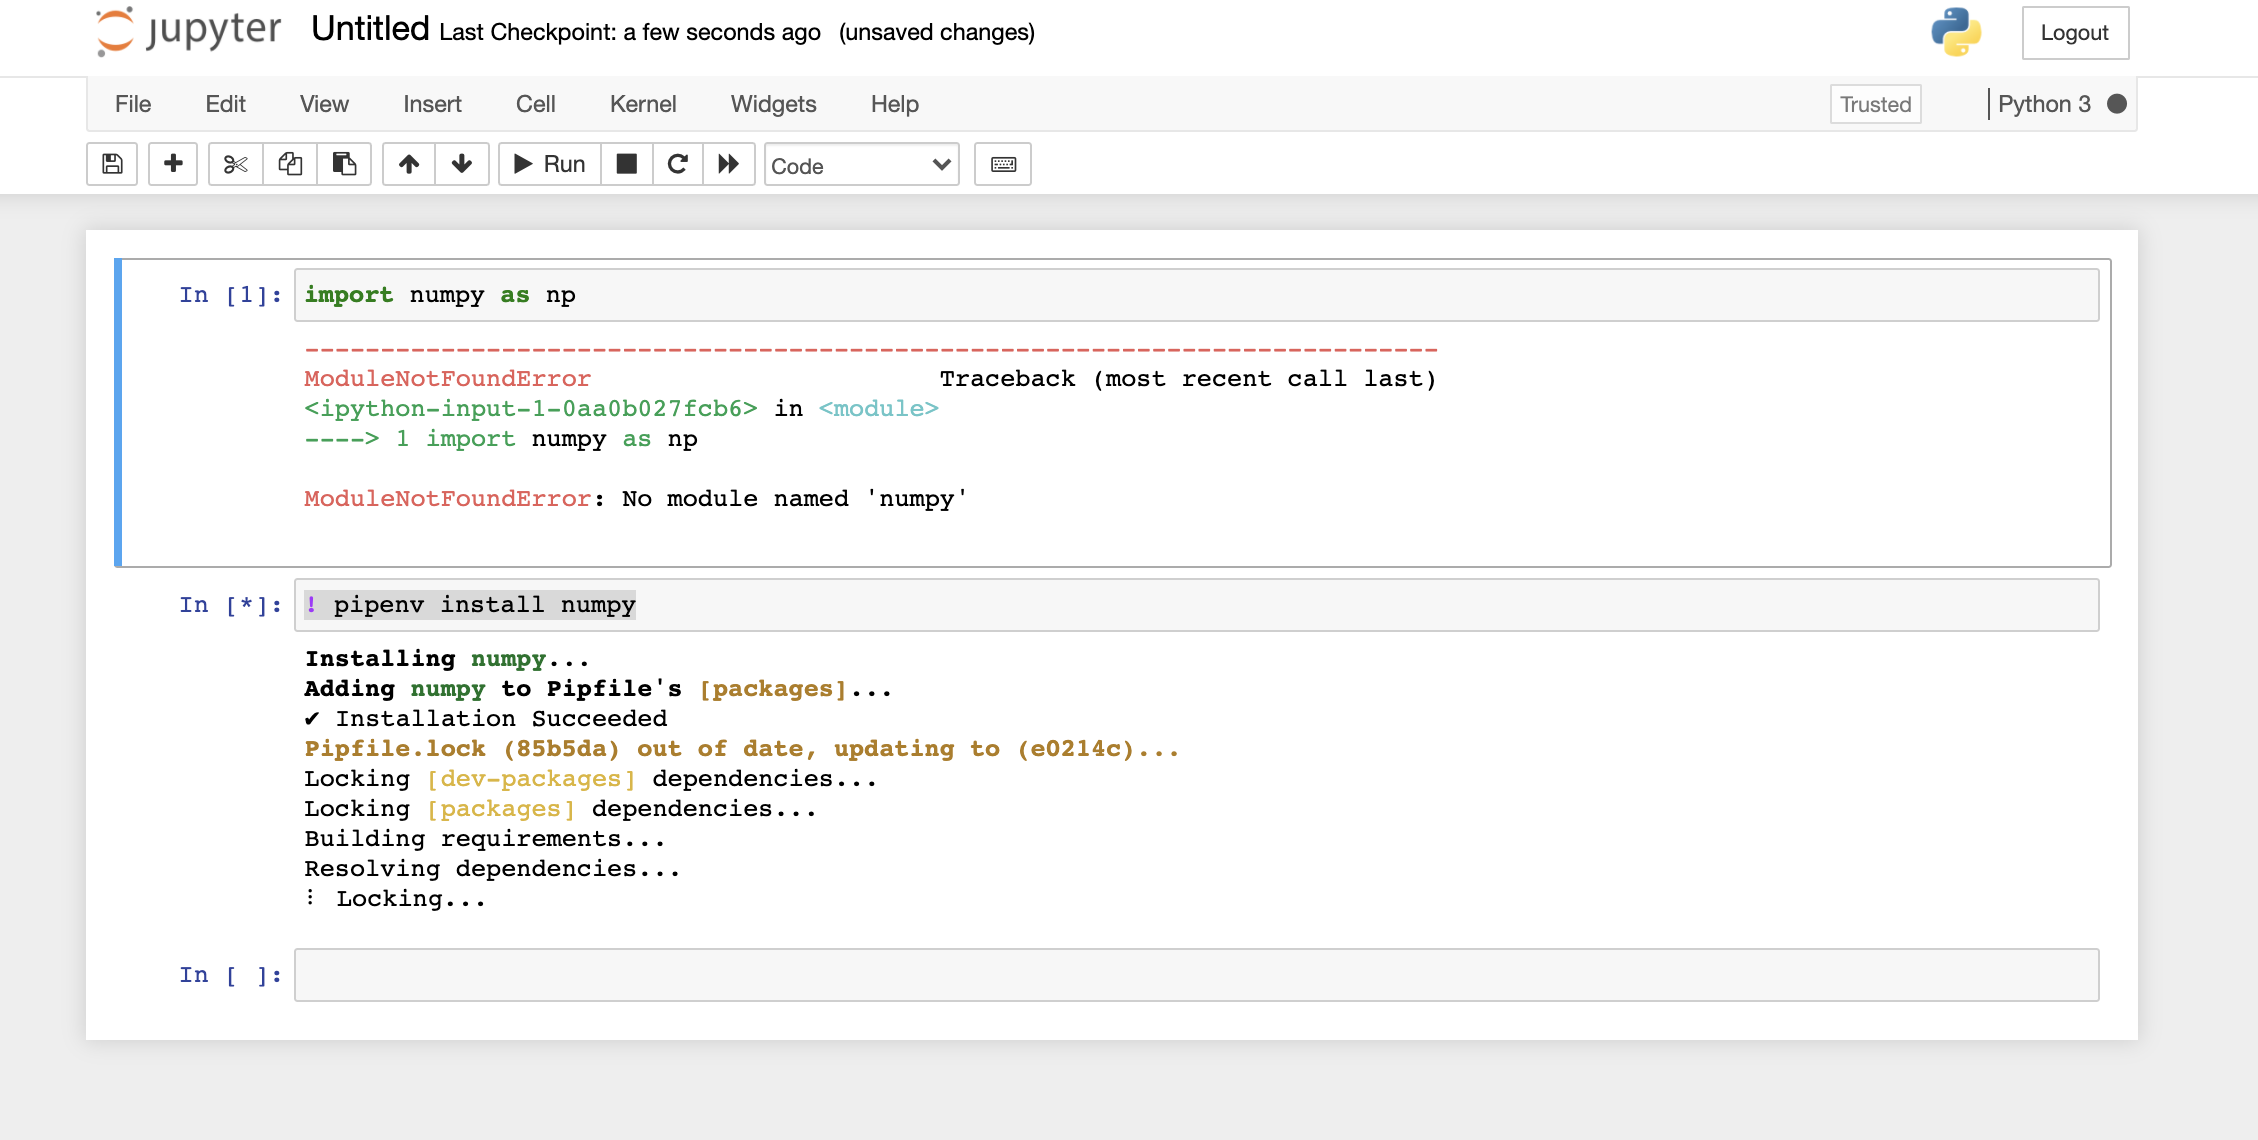 jupyter Untitled Last Checkpoint: a few seconds ago (unsaved changes) Logout
File Edit View Insert Cell Kernel Widgets Help Trusted Python 3
Run Code
In [1]: import numpy as np
---------------------------------------------------------------------------
ModuleNotFoundError Traceback (most recent call last)
<ipython-input-1-0aa0b027fcb6> in <module>
----> 1 import numpy as np
ModuleNotFoundError: No module named 'numpy'
In [*]: ! pipenv install numpy
Installing numpy...
Adding numpy to Pipfile's [packages]...
✔ Installation Succeeded
Pipfile.lock (85b5da) out of date, updating to (e0214c)...
Locking [dev-packages] dependencies...
Locking [packages] dependencies...
Building requirements...
Resolving dependencies...
⠇ Locking...
In [ ]: